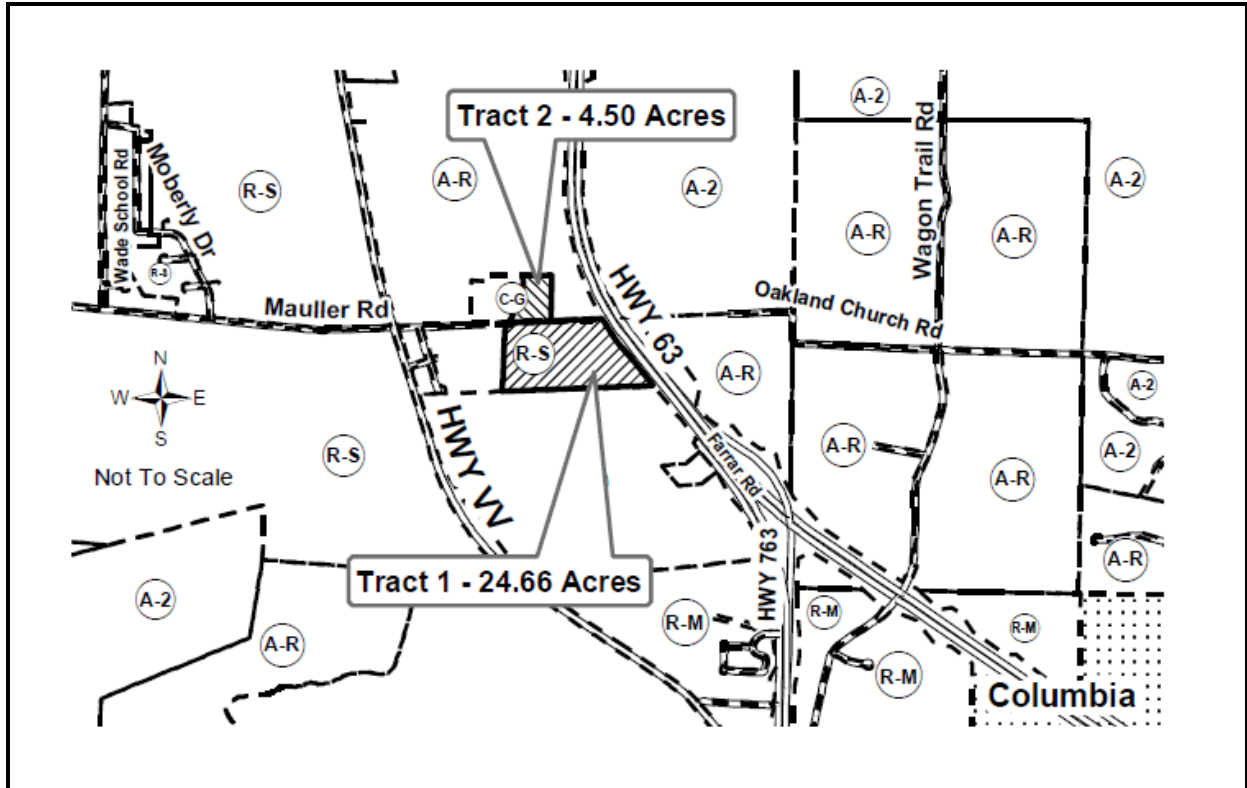 Tract 2 - 4.50 Acres
A-2
Wagon Trail Rd
Moberly Dr
Wade School Rd
R-S
A-R
A-2
A-2
A-R
A-R
HWY. 63
C-G
Mauller Rd
Oakland Church Rd
R-S
A-R
A-2
N
W E
S
Not To Scale
HWY VV
R-S
Farrar Rd
A-R
A-2
A-R
HWY 763
A-R
Tract 1 - 24.66 Acres
A-2
A-R
R-M
R-M
R-M
R-M
Columbia